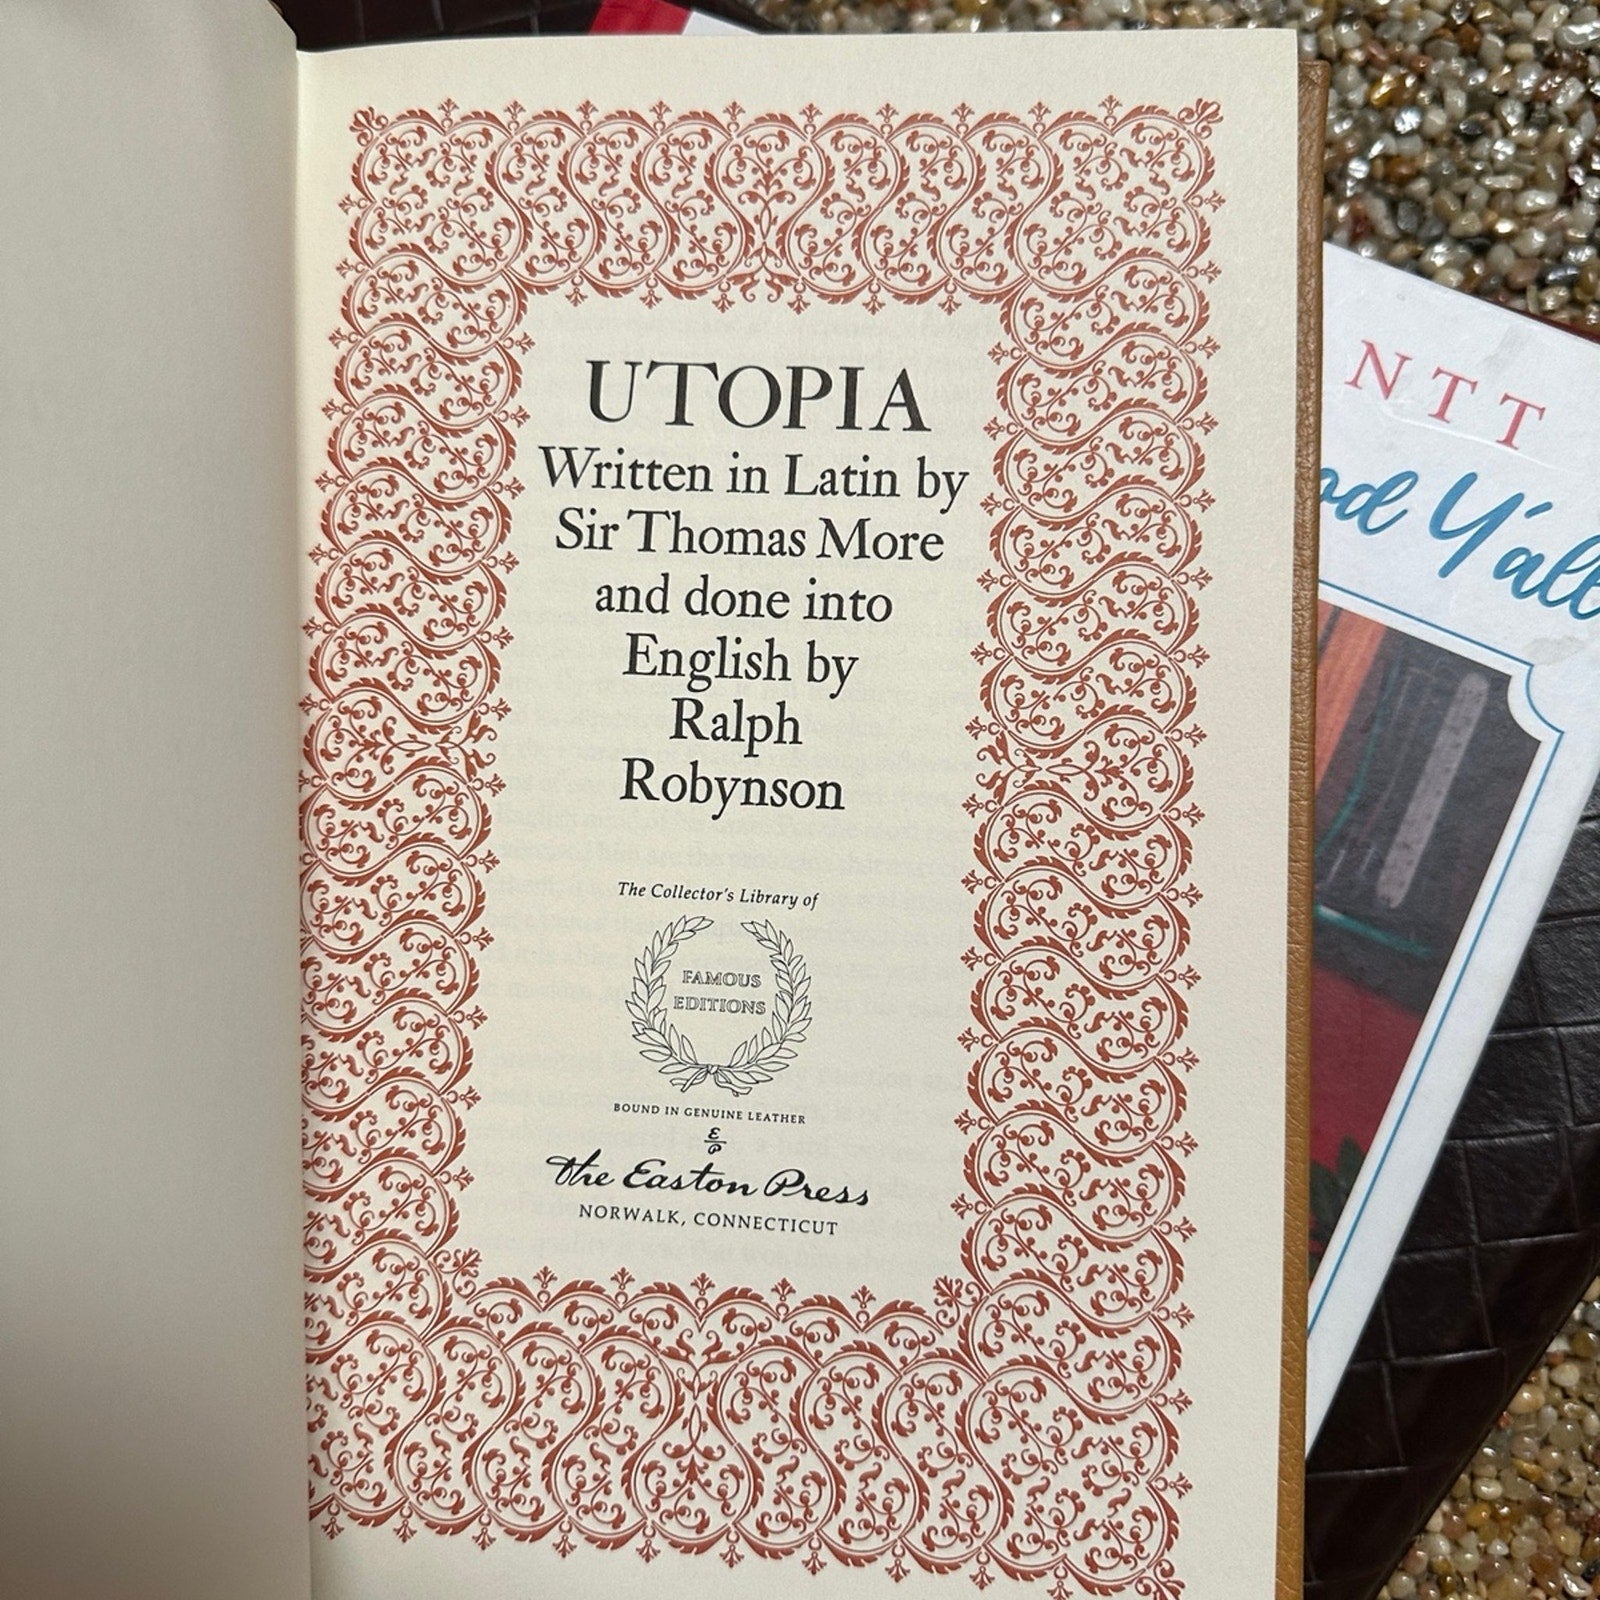 UTOPIA
Written in Latin by
Sir Thomas More
and done into
English by
Ralph
Robynson
The Collector's Library of
FAMOUS
EDITIONS
BOUND IN GENUINE LEATHER
The Easton Press
NORWALK, CONNECTICUT
NTT
Y'all